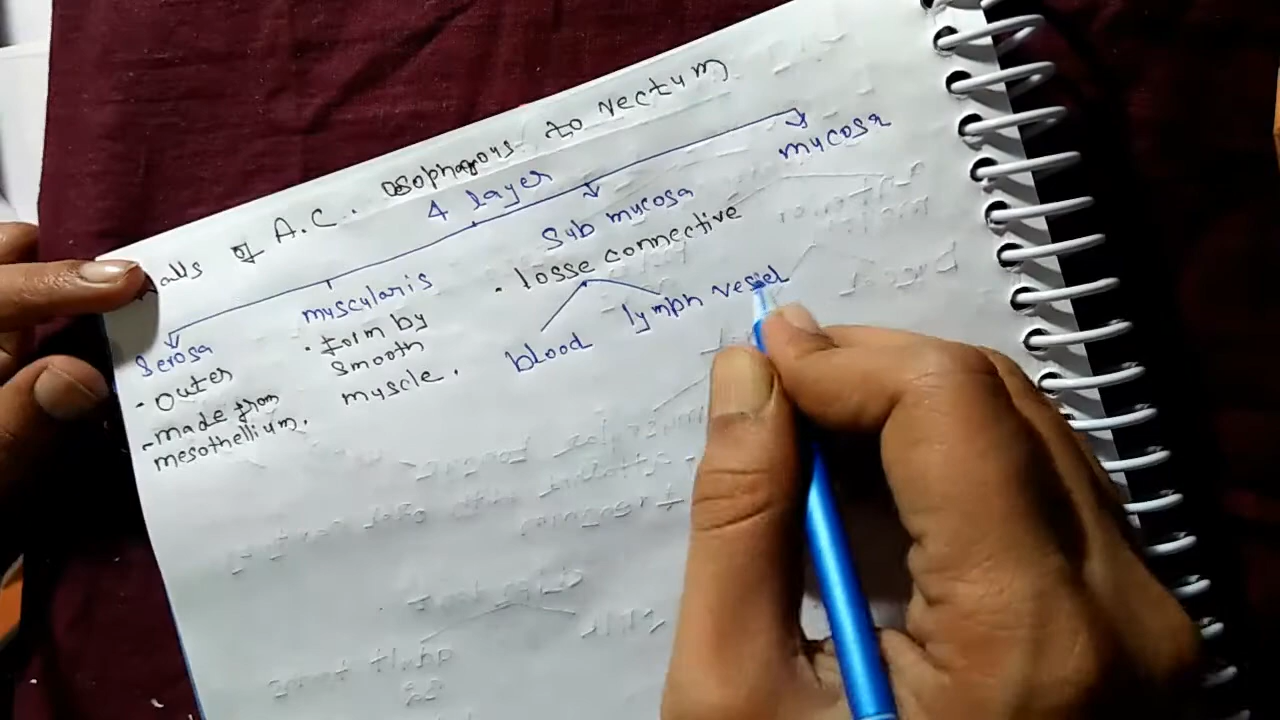 walls of A.C. oesophagous to rectum
4 layer
mucosa
Sub mucosa
. losse connective
blood lymph vessel
muscularis
. form by
smooth
muscle.
Serosa
- outer
- made from
mesothellium.